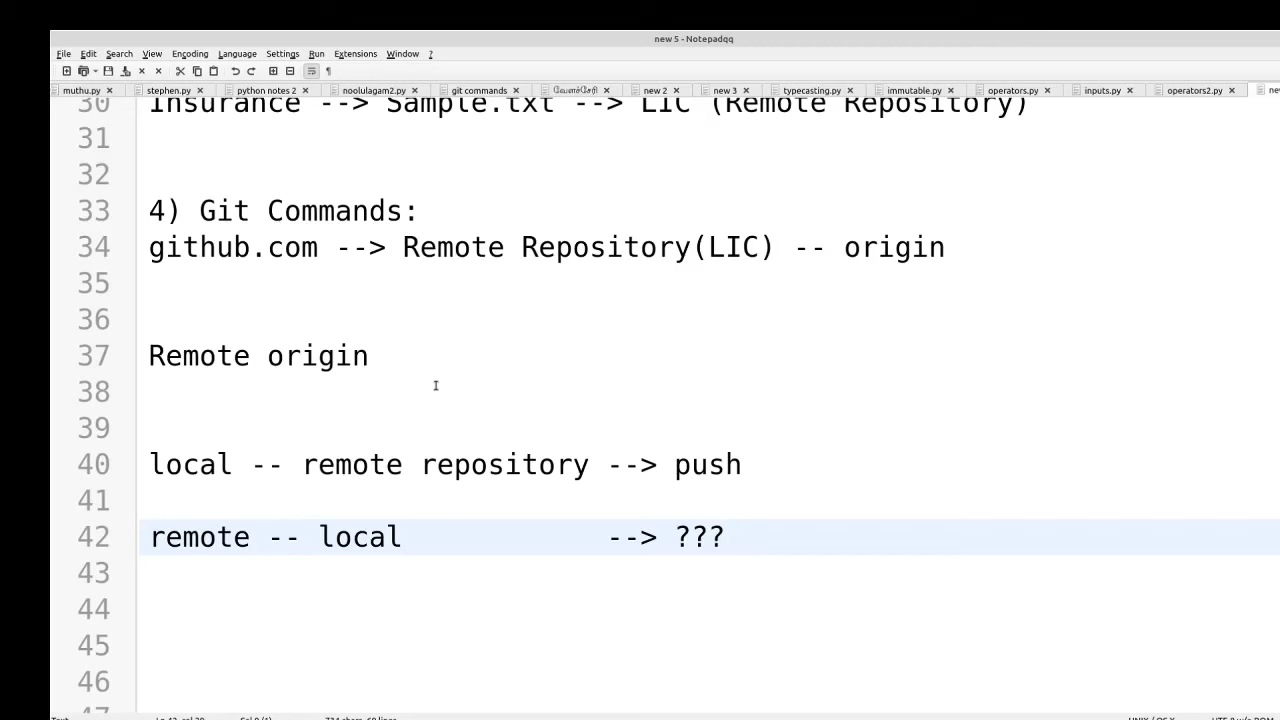 new 5 - Notepadqq
File Edit Search View Encoding Language Settings Run Extensions Window ?
muthu.py stephen.py python notes 2 noolulagam2.py git commands வெண்சேரி new 2 new 3 typecasting.py immutable.py operators.py inputs.py operators2.py
30 Insurance --> Sample.txt --> LIC (Remote Repository)
31
32
33 4) Git Commands:
34 github.com --> Remote Repository(LIC) -- origin
35
36
37 Remote origin
38
39
40 local -- remote repository --> push
41
42 remote -- local --> ???
43
44
45
46
47